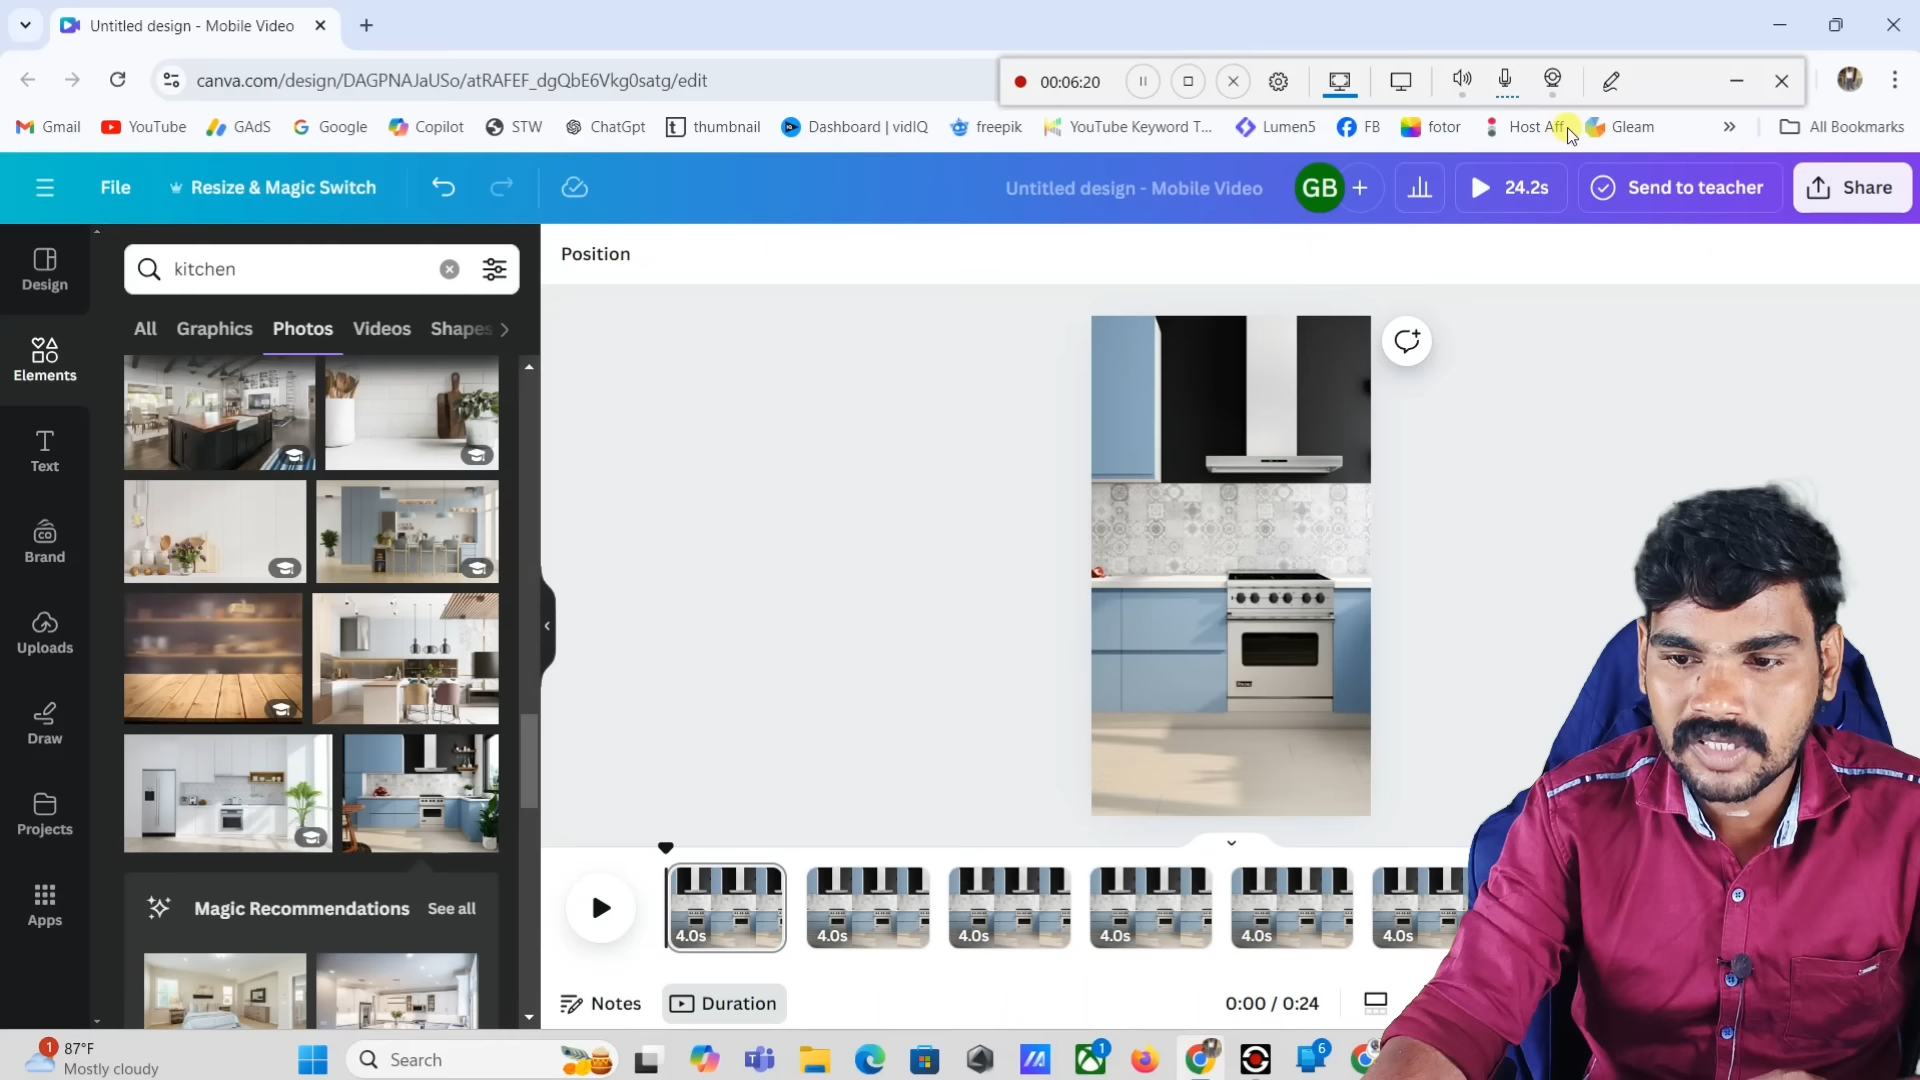 Untitled design - Mobile Video
canva.com/design/DAGPNAJaUSo/atRAFEF_dgQbE6Vkg0satg/edit
00:06:20
Gmail
YouTube
GAdS
Google
Copilot
STW
ChatGpt
thumbnail
Dashboard | vidIQ
freepik
YouTube Keyword T...
Lumen5
FB
fotor
Host Aff
Gleam
All Bookmarks
File
Resize & Magic Switch
Untitled design - Mobile Video
GB
24.2s
Send to teacher
Share
Design
Elements
Text
Brand
Uploads
Draw
Projects
Apps
kitchen
All
Graphics
Photos
Videos
Shapes
Magic Recommendations
See all
Position
4.0s
4.0s
4.0s
4.0s
4.0s
4.0s
Notes
Duration
0:00 / 0:24
1
87°F
Mostly cloudy
Search
1
6